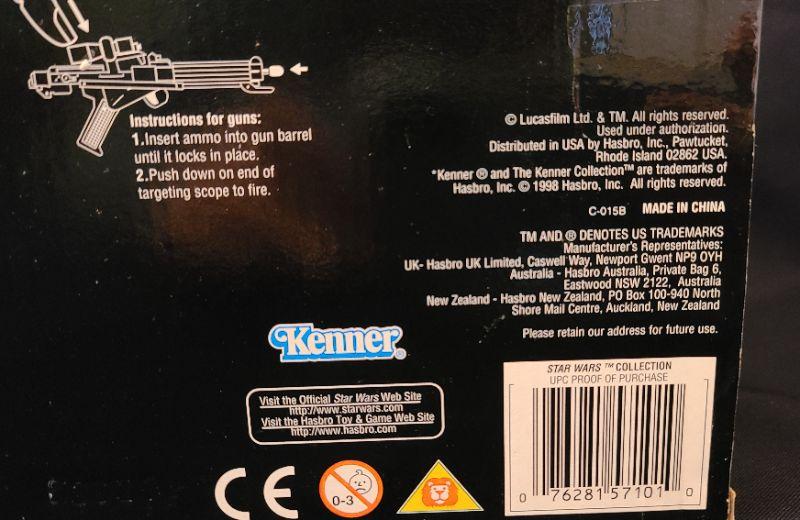 Instructions for guns:
1.Insert ammo into gun barrel
until it locks in place.
2.Push down on end of
targeting scope to fire.
© Lucasfilm Ltd. & TM. All rights reserved.
Used under authorization.
Distributed in USA by Hasbro, Inc., Pawtucket,
Rhode Island 02862 USA.
*Kenner ® and The Kenner Collection™ are trademarks of
Hasbro, Inc. © 1998 Hasbro, Inc. All rights reserved.
C-015B MADE IN CHINA
TM AND ® DENOTES US TRADEMARKS
Manufacturer's Representatives:
UK- Hasbro UK Limited, Caswell Way, Newport Gwent NP9 OYH
Australia - Hasbro Australia, Private Bag 6,
Eastwood NSW 2122, Australia
New Zealand - Hasbro New Zealand, PO Box 100-940 North
Shore Mail Centre, Auckland, New Zealand
Please retain our address for future use.
Kenner®
Visit the Official Star Wars Web Site
http://www.starwars.com
Visit the Hasbro Toy & Game Web Site
http://www.hasbro.com
CE
0-3
STAR WARS ™ COLLECTION
UPC PROOF OF PURCHASE
0 76281 57101 0